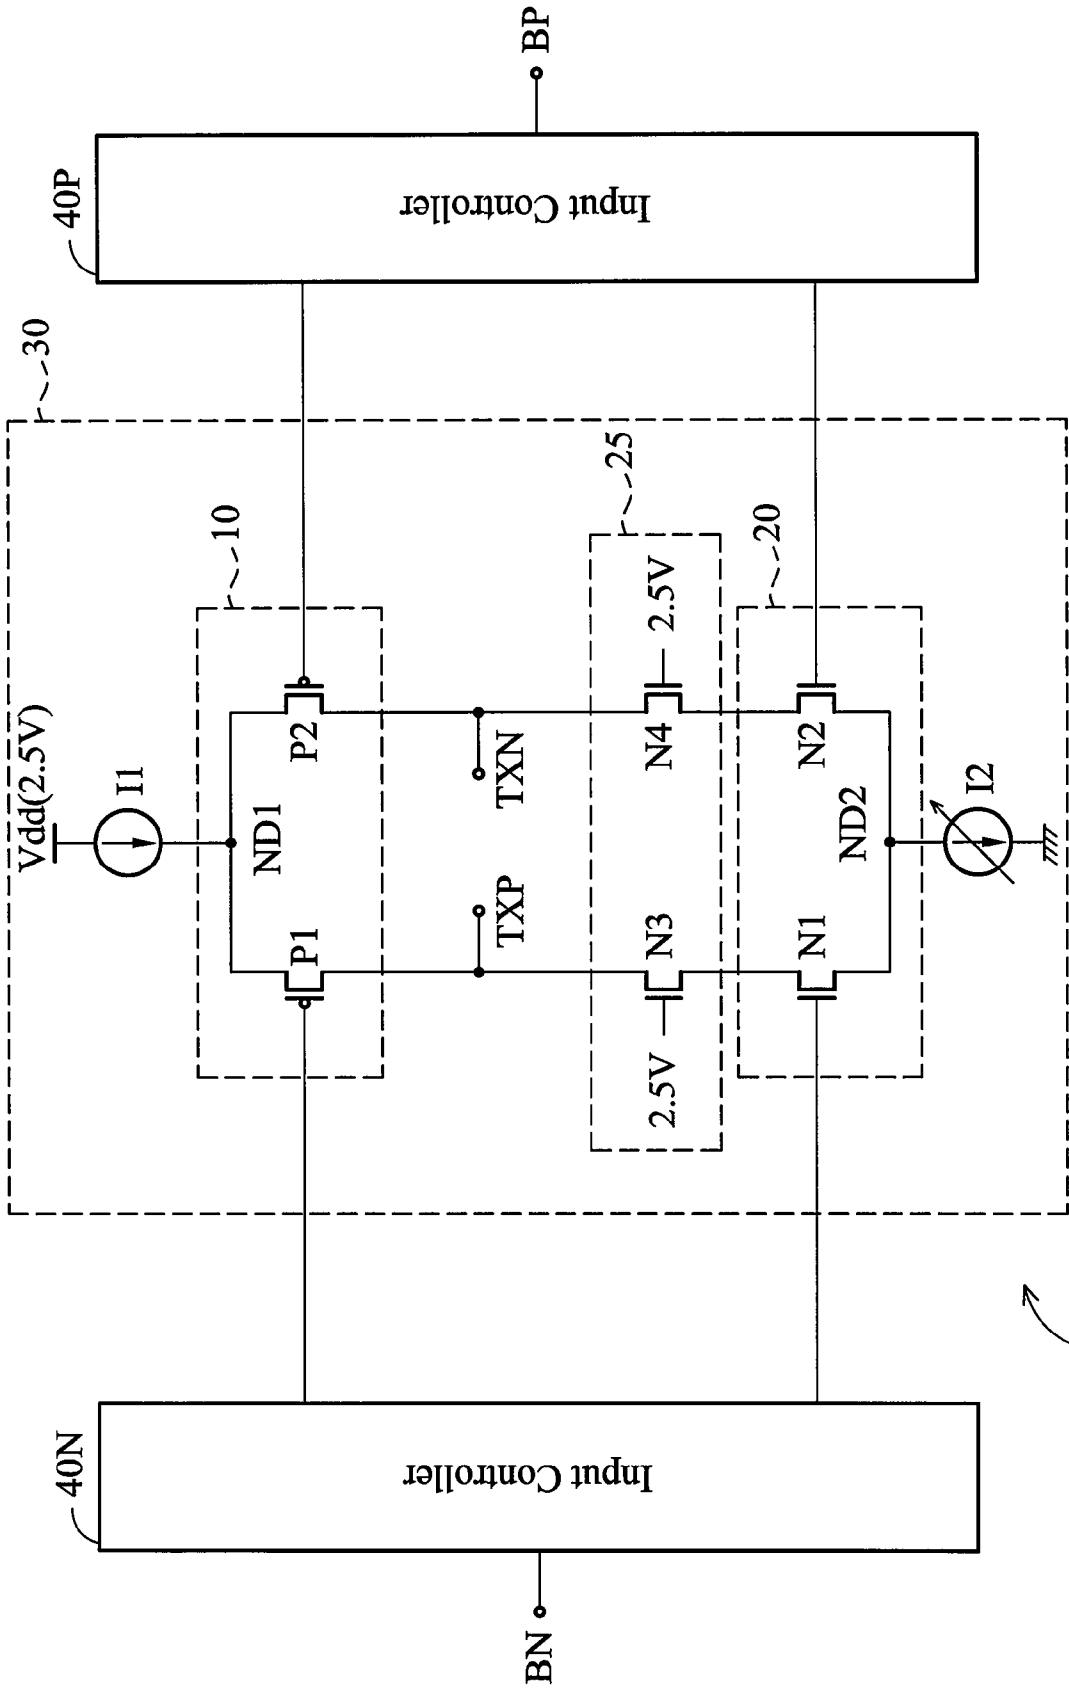 Vdd(2.5V)
30
I1
10
ND1
P1
P2
40N
40P
Input Controller
Input Controller
BN
BP
TXP
TXN
25
2.5V
N3
N4
2.5V
20
N1
N2
ND2
I2